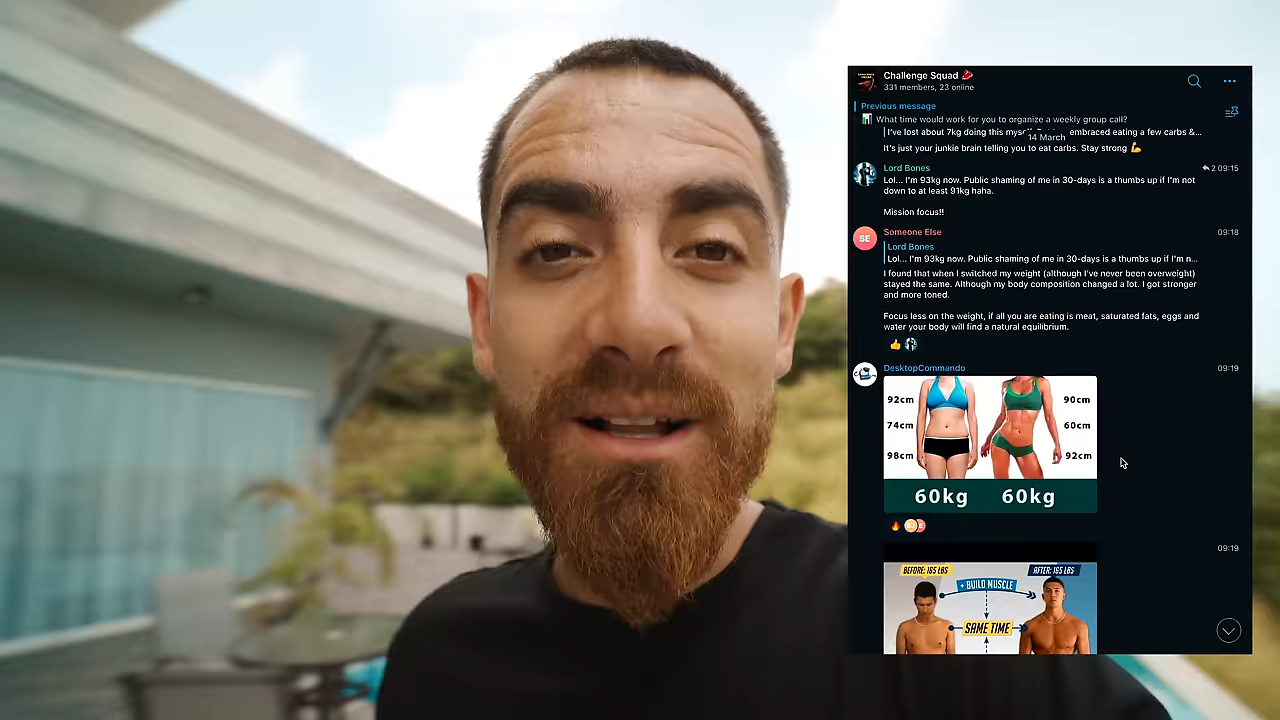 Challenge Squad
331 members, 23 online
Previous message
What time would work for you to organize a weekly group call?
I've lost about 7kg doing this embraced eating a few carbs &...
14 March
It's just your junkie brain telling you to eat carbs. Stay strong 💪
Lord Bones
2 09:15
Lol... I'm 93kg now. Public shaming of me in 30-days is a thumbs up if I'm not
down to at least 91kg haha.
Mission focus!!
SE
Someone Else
09:18
Lord Bones
Lol... I'm 93kg now. Public shaming of me in 30-days is a thumbs up if I'm n...
I found that when I switched my weight (although I've never been overweight)
stayed the same. Although my body composition changed a lot. I got stronger
and more toned.
Focus less on the weight, if all you are eating is meat, saturated fats, eggs and
water your body will find a natural equilibrium.
DesktopCommando
09:19
92cm
90cm
74cm
60cm
98cm
92cm
60kg
60kg
09:19
BEFORE: 165 LBS
AFTER: 165 LBS
+ BUILD MUSCLE
SAME TIME